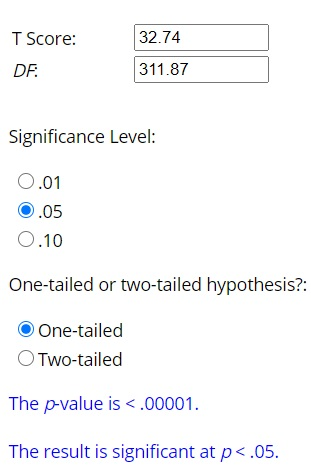 T Score: 32.74
DF: 311.87
Significance Level:
.01
.05
.10
One-tailed or two-tailed hypothesis?:
One-tailed
Two-tailed
The p-value is < .00001.
The result is significant at p < .05.